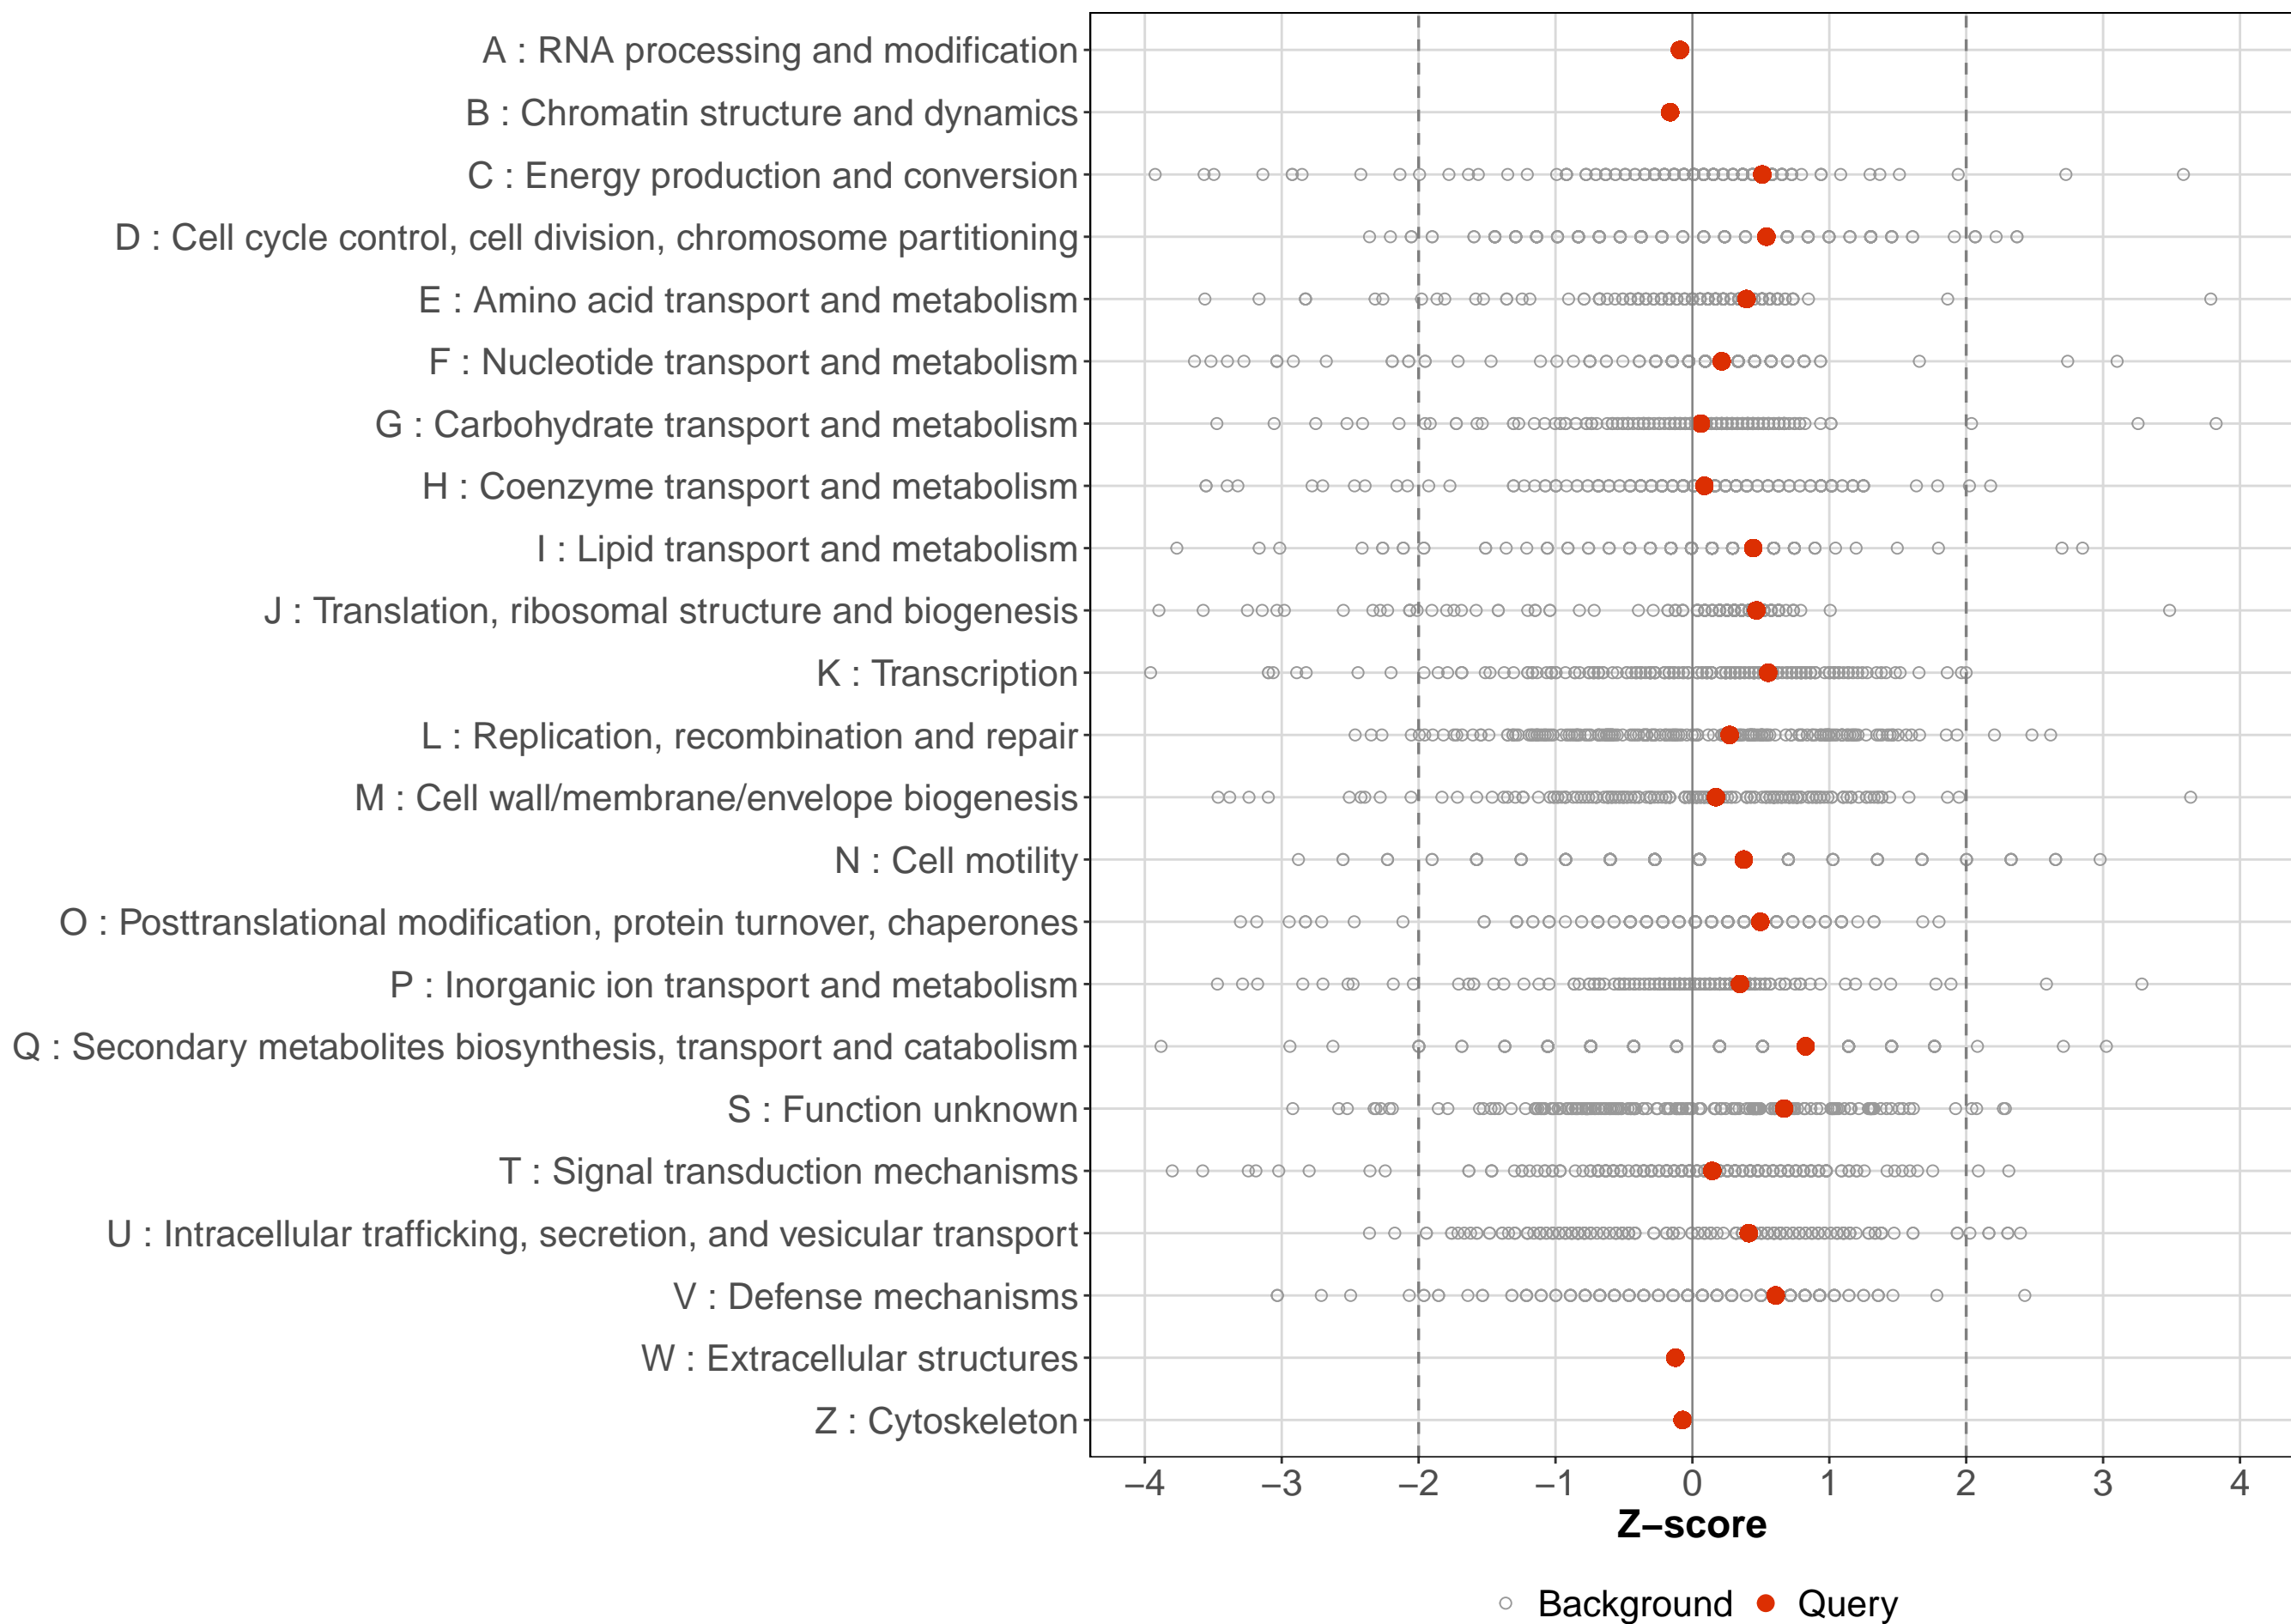 A : RNA processing and modification
B : Chromatin structure and dynamics
C : Energy production and conversion
D : Cell cycle control, cell division, chromosome partitioning
E : Amino acid transport and metabolism
F : Nucleotide transport and metabolism
G : Carbohydrate transport and metabolism
H : Coenzyme transport and metabolism
I : Lipid transport and metabolism
J : Translation, ribosomal structure and biogenesis
K : Transcription
L : Replication, recombination and repair
M : Cell wall/membrane/envelope biogenesis
N : Cell motility
O : Posttranslational modification, protein turnover, chaperones
P : Inorganic ion transport and metabolism
Q : Secondary metabolites biosynthesis, transport and catabolism
S : Function unknown
T : Signal transduction mechanisms
U : Intracellular trafficking, secretion, and vesicular transport
V : Defense mechanisms
W : Extracellular structures
Z : Cytoskeleton
−4 −3 −2 −1 0 1 2 3 4
Z−score
Background Query